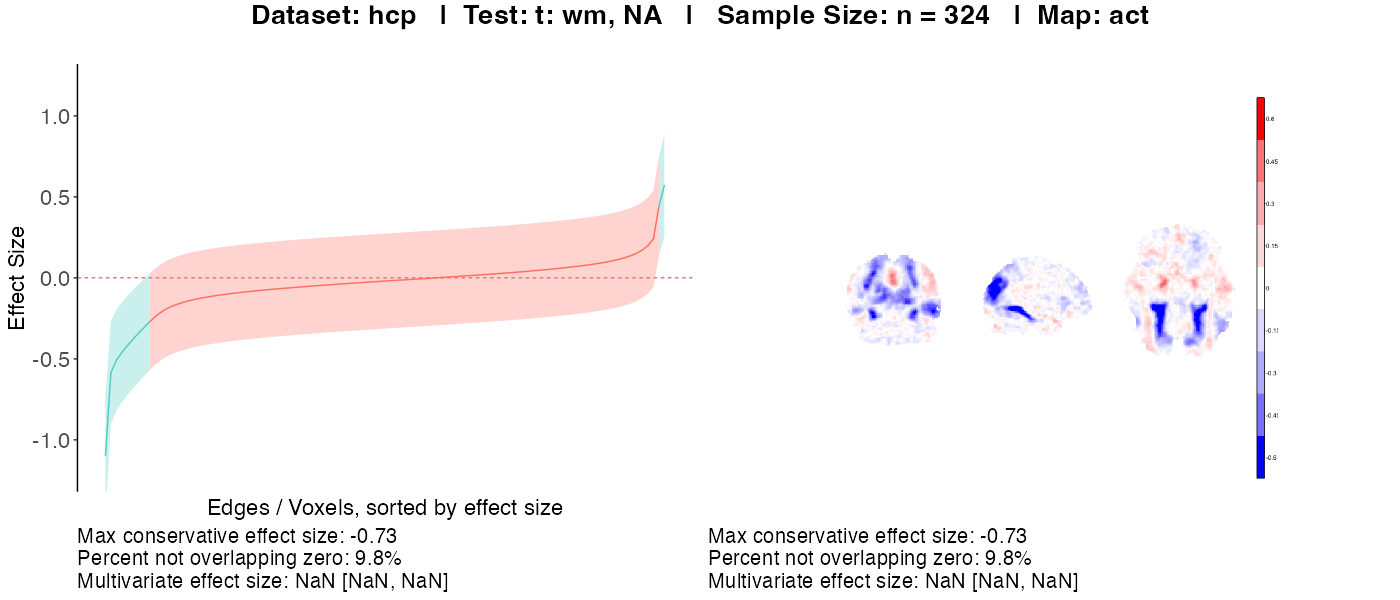 Dataset: hcp | Test: t: wm, NA | Sample Size: n = 324 | Map: act
Effect Size
1.0
0.5
0.0
-0.5
-1.0
Edges / Voxels, sorted by effect size
Max conservative effect size: -0.73
Percent not overlapping zero: 9.8%
Multivariate effect size: NaN [NaN, NaN]
0.6
0.45
0.3
0.15
0
-0.3
-0.6
Max conservative effect size: -0.73
Percent not overlapping zero: 9.8%
Multivariate effect size: NaN [NaN, NaN]